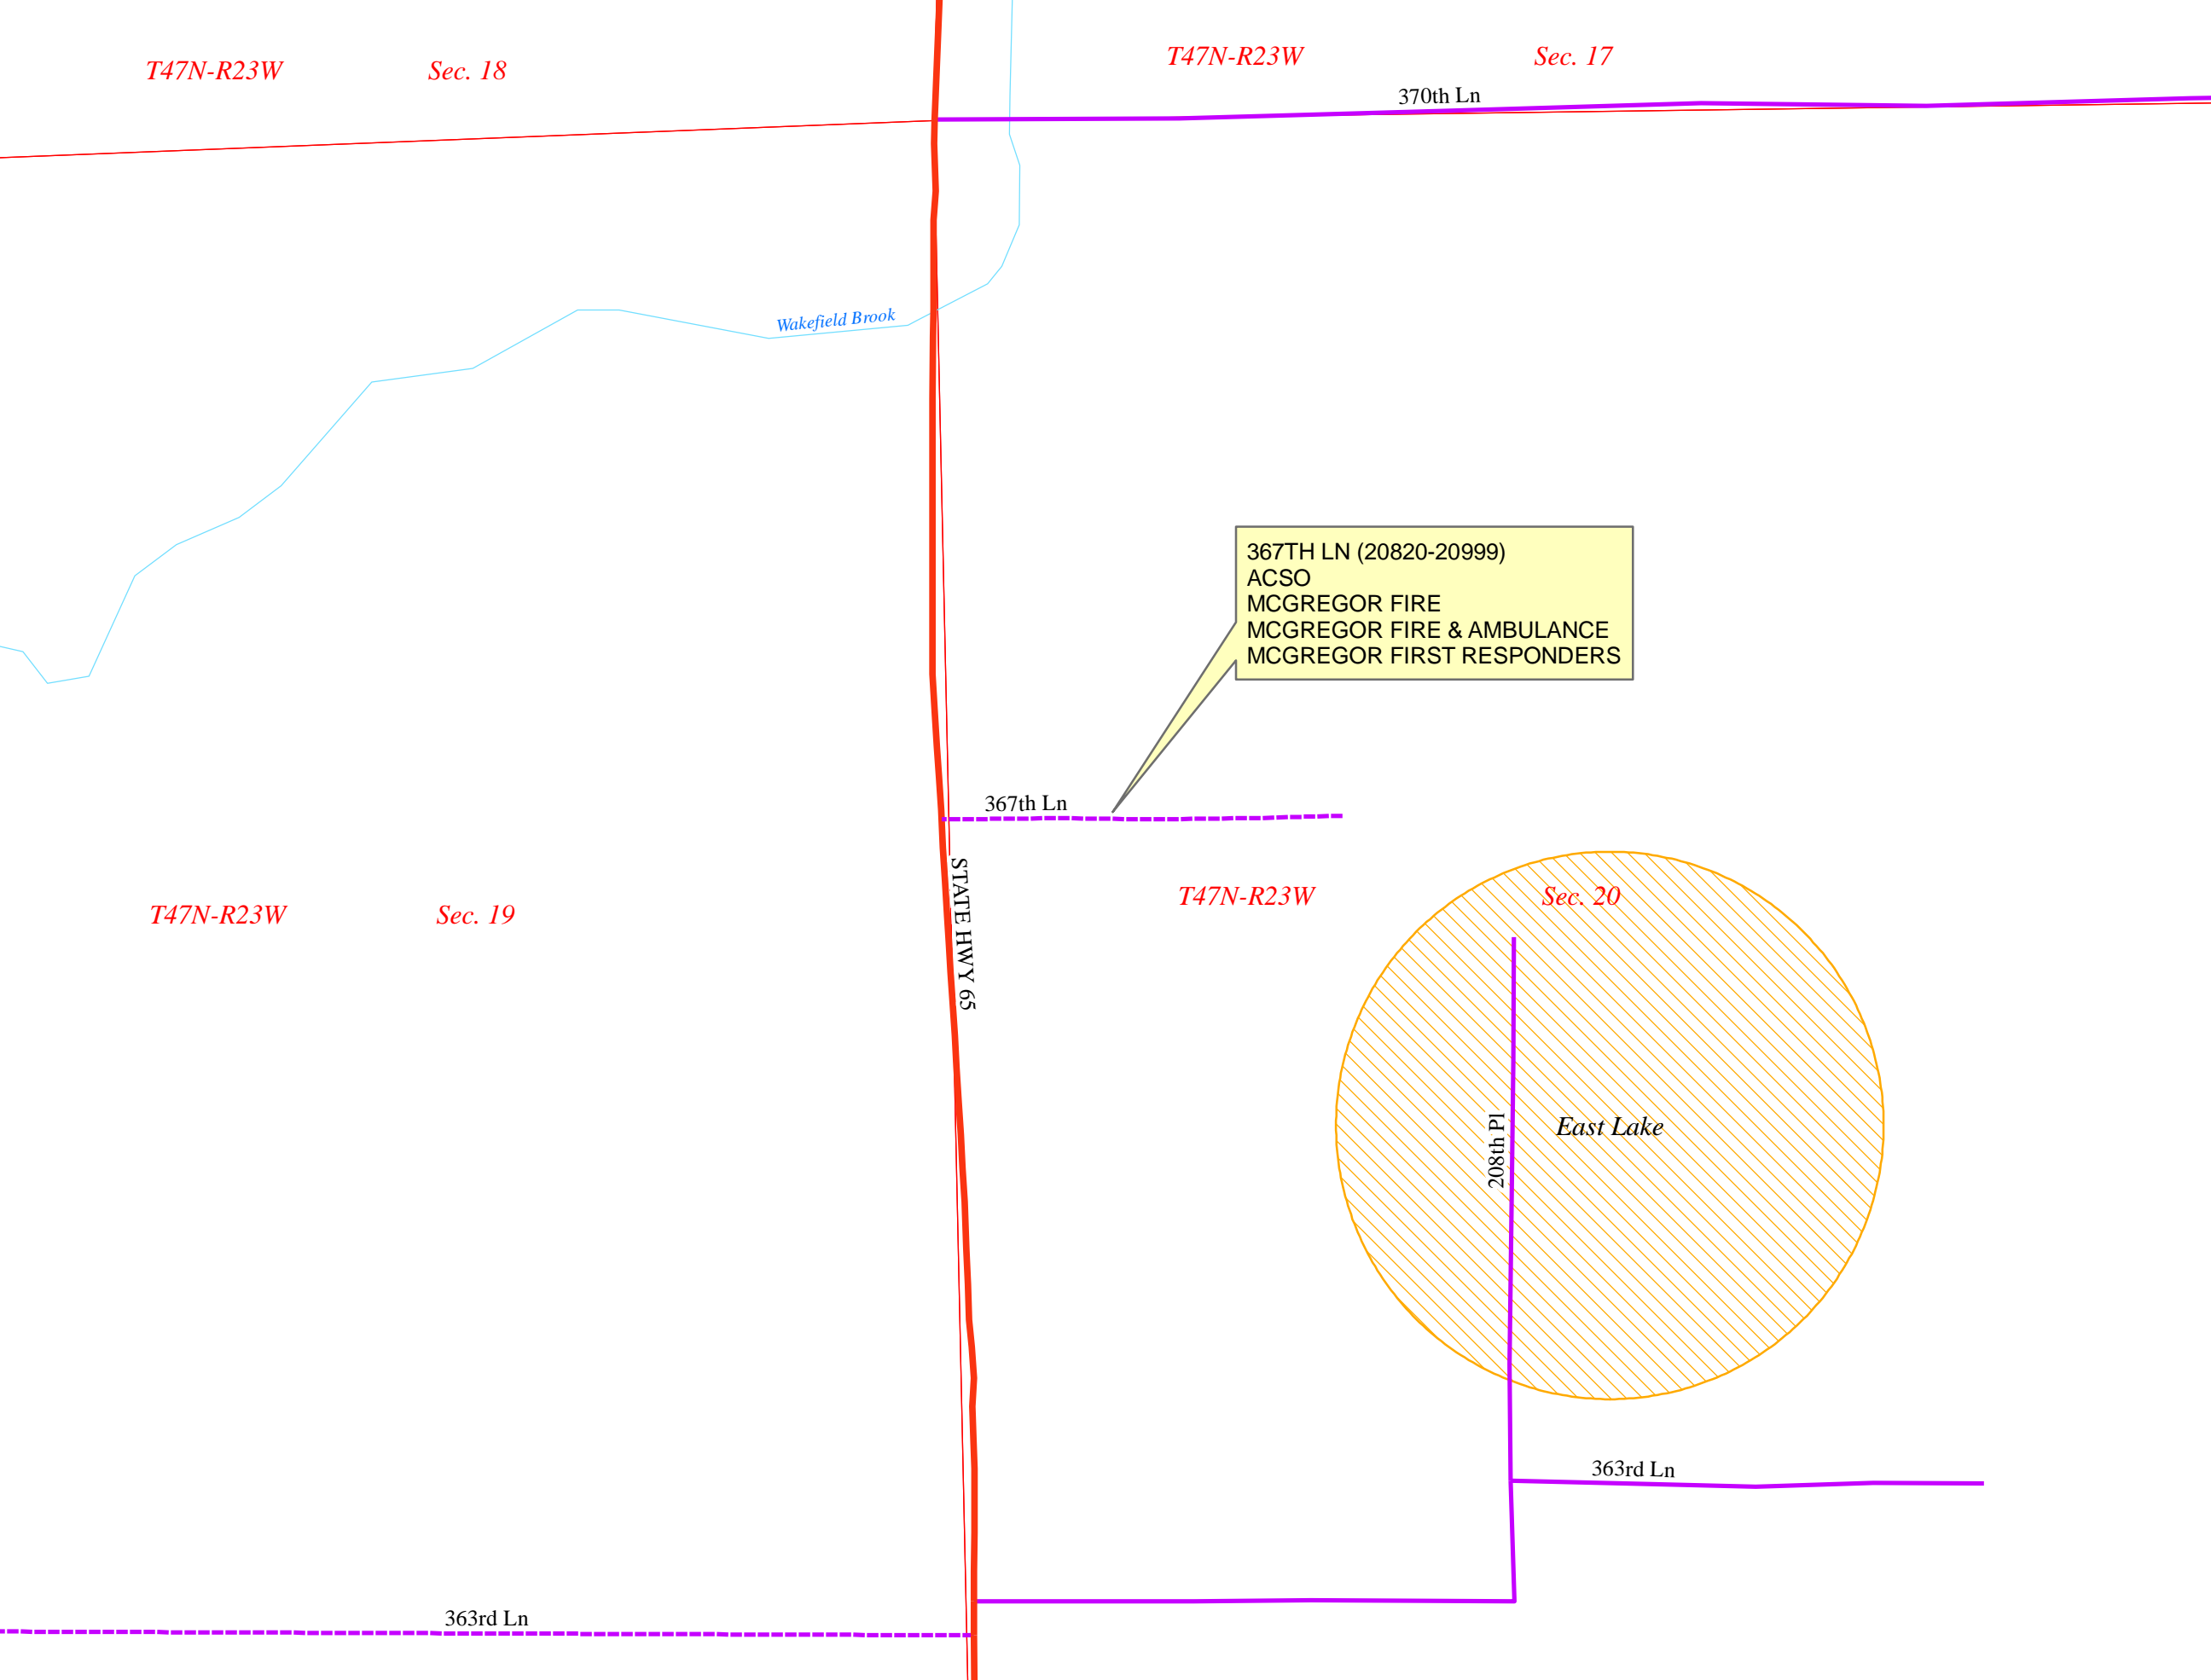 T47N-R23W Sec. 18
T47N-R23W Sec. 17
370th Ln
Wakefield Brook
367TH LN (20820-20999)
ACSO
MCGREGOR FIRE
MCGREGOR FIRE & AMBULANCE
MCGREGOR FIRST RESPONDERS
367th Ln
STATE HWY 65
T47N-R23W Sec. 19
T47N-R23W Sec. 20
208th Pl
East Lake
363rd Ln
363rd Ln